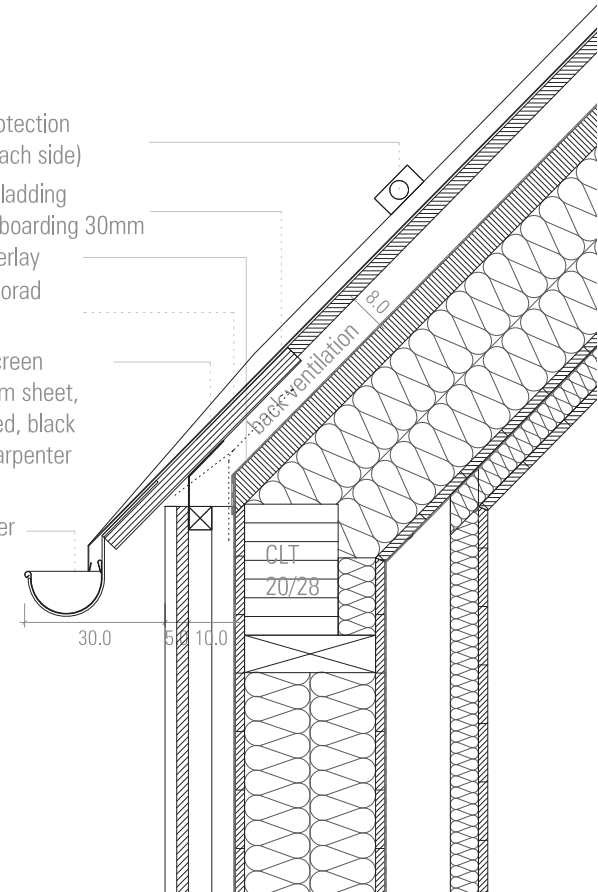 otection
ach side)
ladding
boarding 30mm
erlay
orad
reen
m sheet,
ed, black
arpenter
er
8.0
back ventilation
CLT
20/28
30.0
5.0
10.0